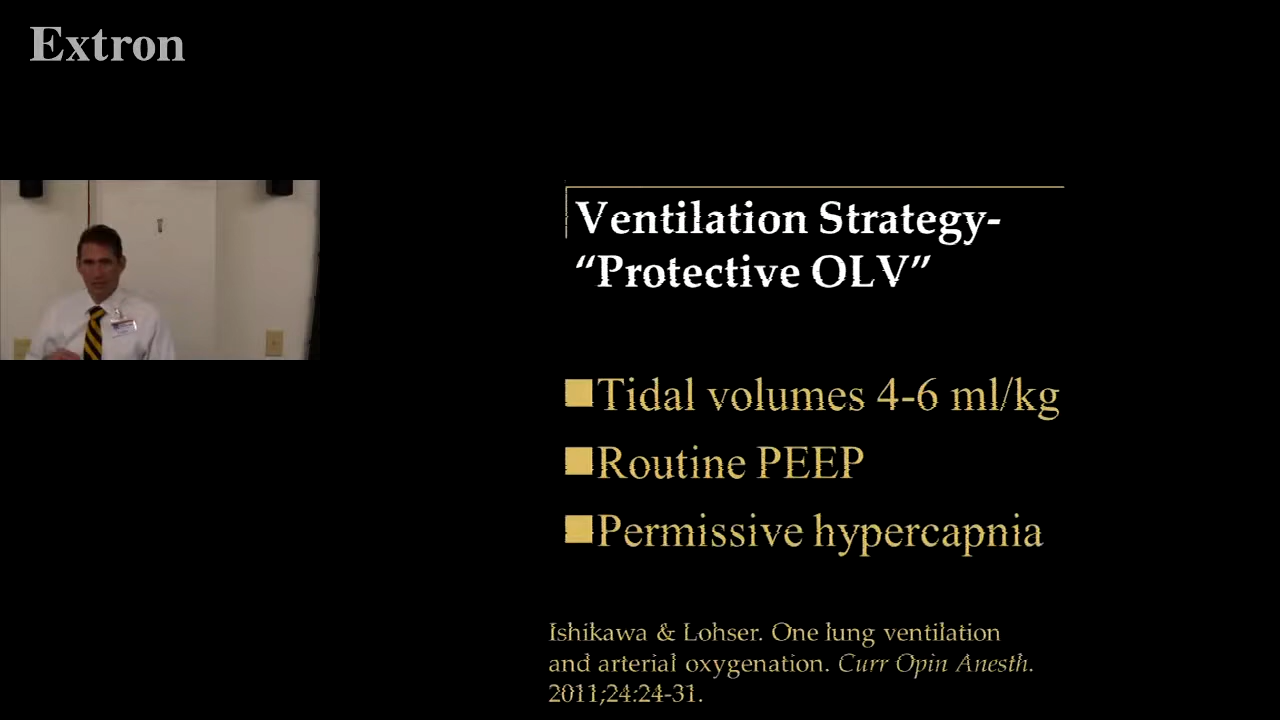 Extron
Ventilation Strategy-
“Protective OLV”
Tidal volumes 4-6 ml/kg
Routine PEEP
Permissive hypercapnia
Ishikawa & Lohser. One lung ventilation
and arterial oxygenation. Curr Opin Anesth.
2011;24:24-31.